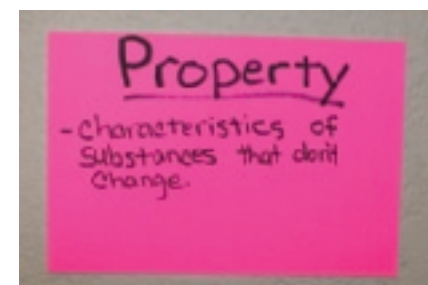 Property
- Characteristics of
Substances that don't
Change.